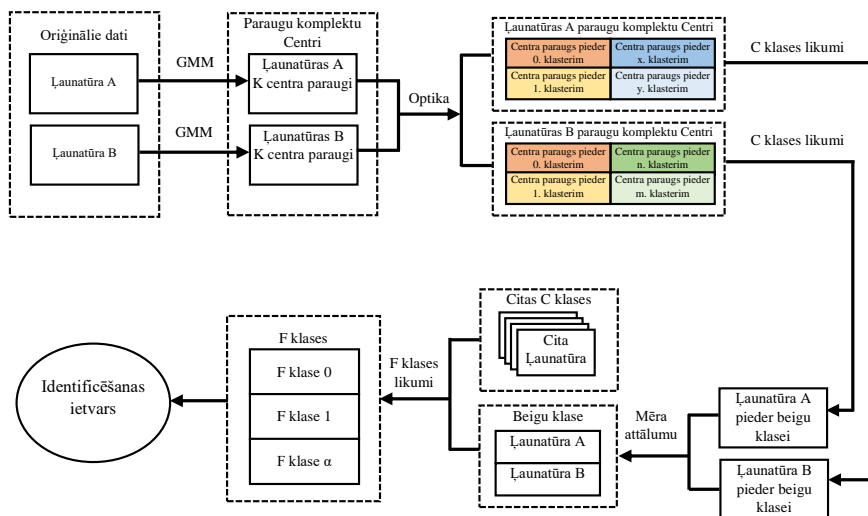 Oriģinālie dati
Ļaunatūra A
Ļaunatūra B
GMM
GMM
Paraugu komplektu
Centri
Ļaunatūras A
K centra paraugi
Ļaunatūras B
K centra paraugi
Optika
Ļaunatūras A paraugu komplektu Centri
Centra paraugs pieder
0. klasterim
Centra paraugs pieder
x. klasterim
Centra paraugs pieder
1. klasterim
Centra paraugs pieder
y. klasterim
Ļaunatūras B paraugu komplektu Centri
Centra paraugs pieder
0. klasterim
Centra paraugs pieder
n. klasterim
Centra paraugs pieder
1. klasterim
Centra paraugs pieder
m. klasterim
C klases likumi
C klases likumi
Identificēšanas
ietvars
F klases
F klase 0
F klase 1
F klase α
F klases
likumi
Citas C klases
Cita
Ļaunatūra
Beigu klase
Ļaunatūra A
Ļaunatūra B
Mēra
attālumu
Ļaunatūra A
pieder beigu
klasei
Ļaunatūra B
pieder beigu
klasei